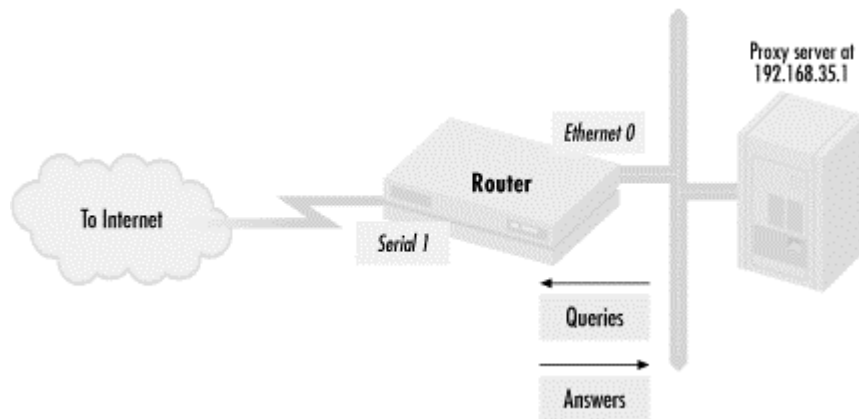 Proxy server at
192.168.35.1
Ethernet 0
Router
To Internet
Serial 1
Queries
Answers